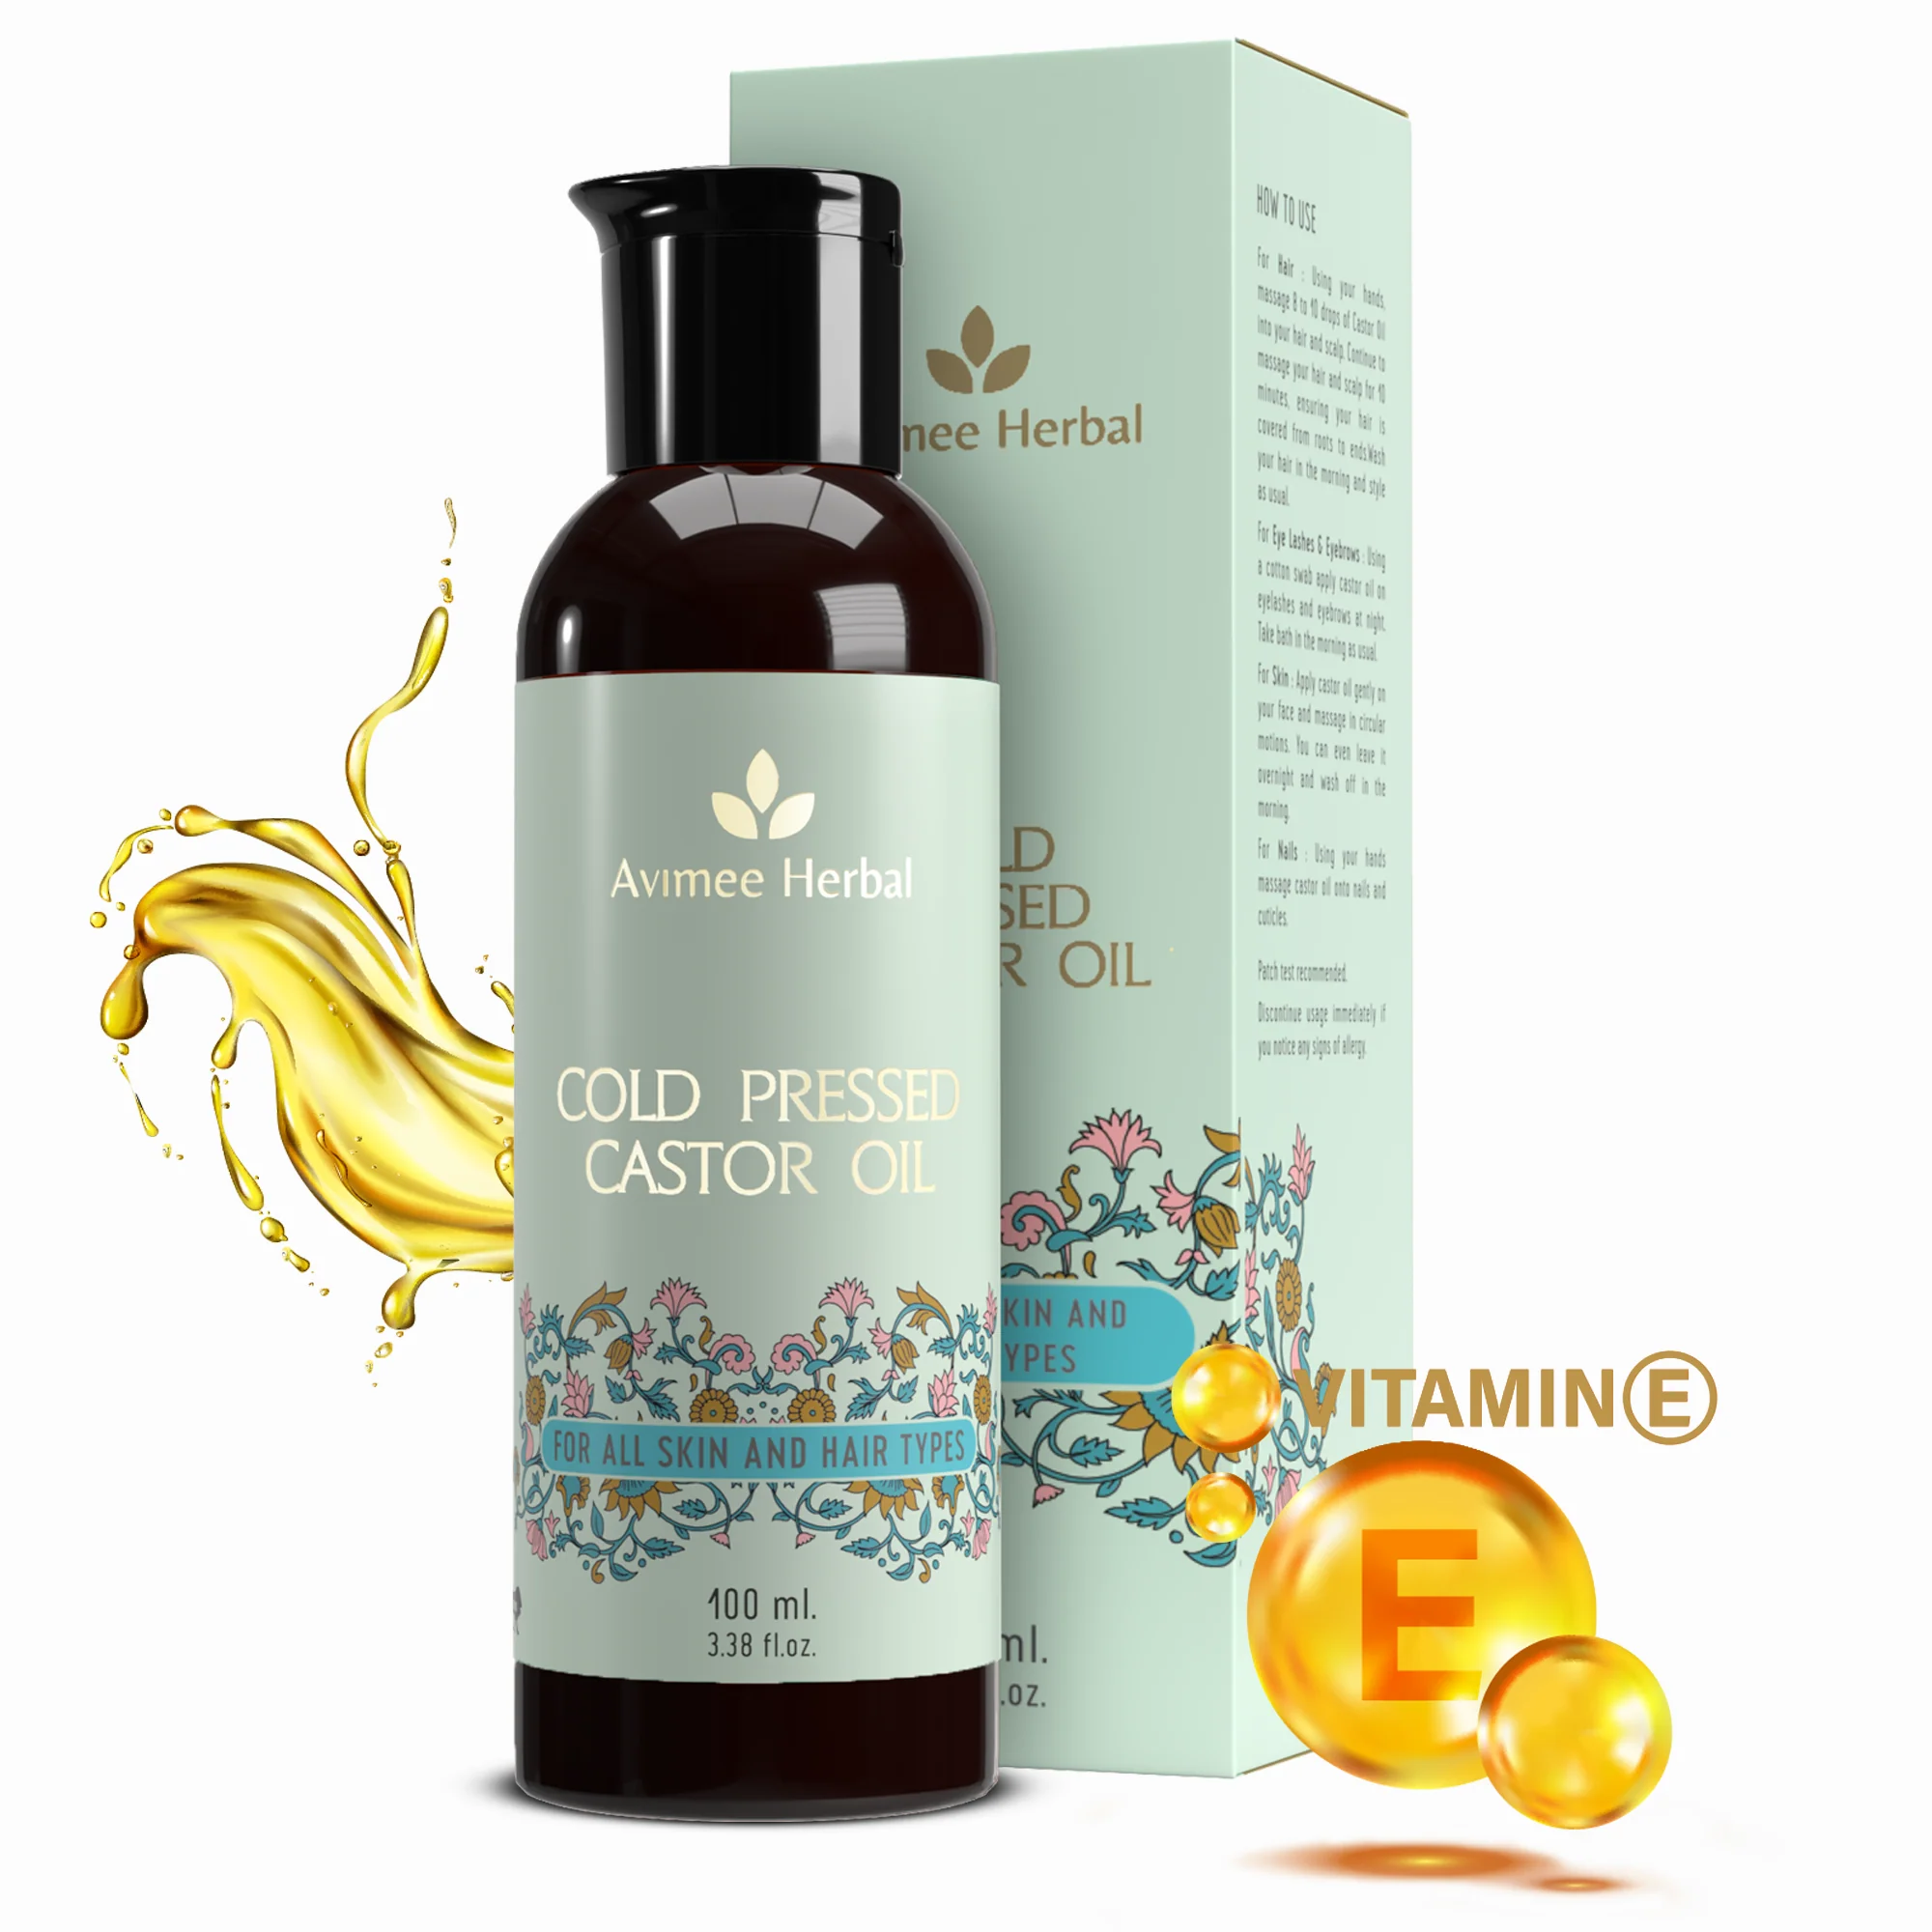 Avimee Herbal
COLD PRESSED
CASTOR OIL
FOR ALL SKIN AND HAIR TYPES
100 ml.
3.38 fl.oz.
mee Herbal
LD
SED
R OIL
KIN AND
YPES
ml.
.oz.
HOW TO USE
For Hair : Using your hands,
massage 8 to 10 drops of Castor Oil
into your hair and scalp. Continue to
massage your hair and scalp for 10
minutes, ensuring your hair is
covered from roots to ends.Wash
your hair in the morning and style
as usual.
For Eye Lashes & Eyebrows : Using
a cotton swab apply castor oil on
eyelashes and eyebrows at night.
Take bath in the morning as usual.
For Skin : Apply castor oil gently on
your face and massage in circular
motions. You can even leave it
overnight and wash off in the
morning.
For Nails : Using your hands
massage castor oil onto nails and
cuticles.
Patch test recommended.
Discontinue usage immediately if
you notice any signs of allergy.
VITAMIN E
E